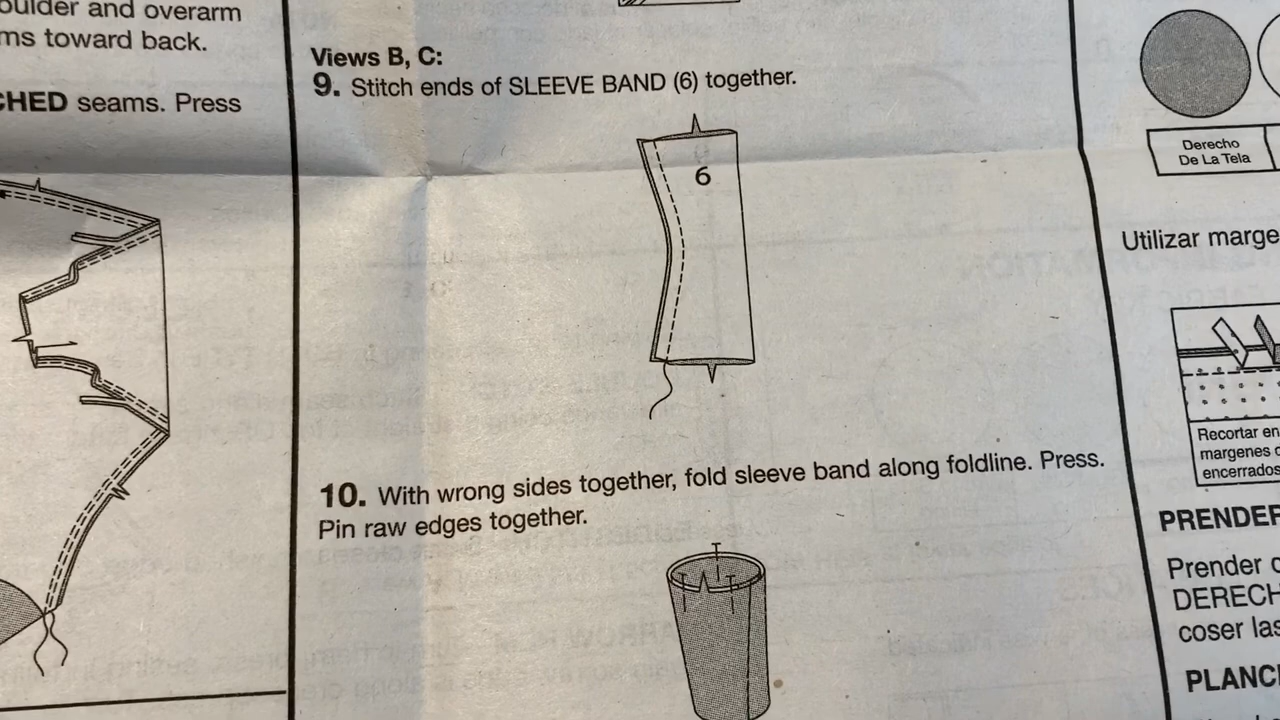 oulder and overarm
ms toward back.
CHED seams. Press
Views B, C:
9. Stitch ends of SLEEVE BAND (6) together.
6
10. With wrong sides together, fold sleeve band along foldline. Press.
Pin raw edges together.
Derecho
De La Tela
Utilizar marge
Recortar en
margenes
encerrados
PRENDER
Prender
DERECH
coser las
PLANC